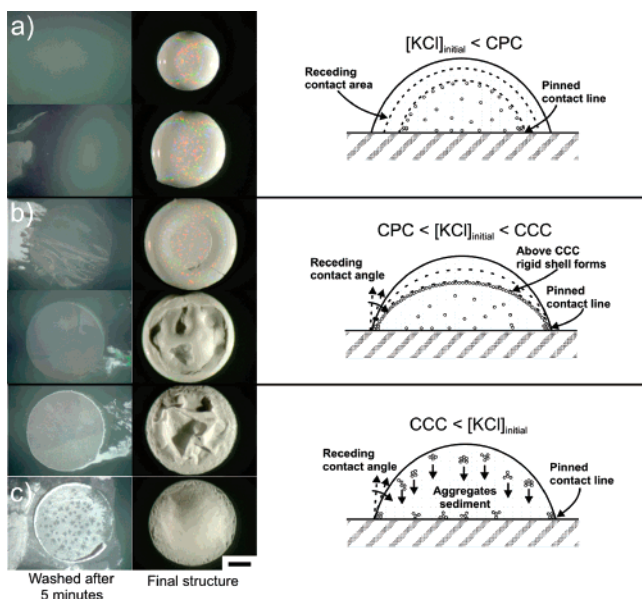 a)
[KCl]initial < CPC
Receding
contact area
Pinned
contact line
b)
CPC < [KCl]initial < CCC
Receding
contact angle
Above CCC
rigid shell forms
Pinned
contact line
CCC < [KCl]initial
Receding
contact angle
Aggregates
sediment
Pinned
contact line
c)
Washed after
5 minutes
Final structure